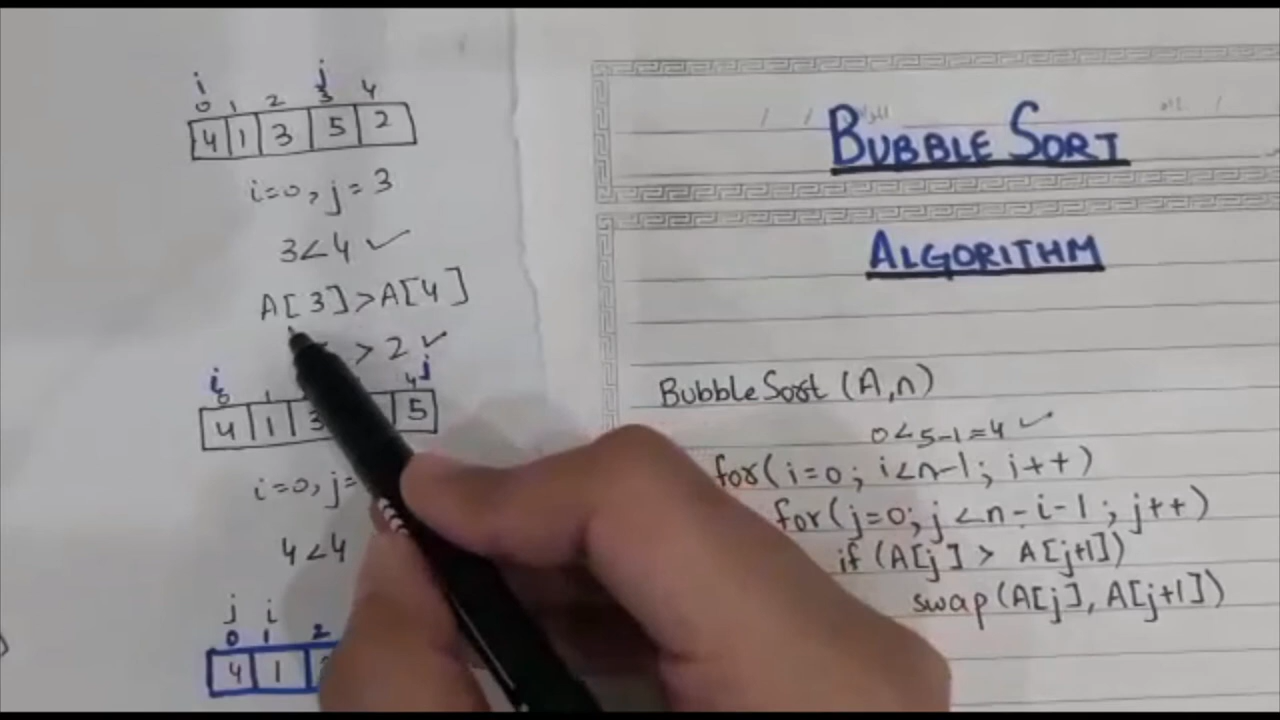 i j
0 1 2 3 4
4 1 3 5 2
i=0, j=3
3<4 ✓
A[3]>A[4]
> 2 ✓
i j
0 1 4
4 1 3 5
i=0, j=
4<4
j i
0 1 2
4 1
BUBBLE SORT
ALGORITHM
BubbleSort (A,n)
0<5-1=4 ✓
for(i=0; i<n-1; i++)
for(j=0; j<n-i-1; j++)
if (A[j] > A[j+1])
swap(A[j], A[j+1])